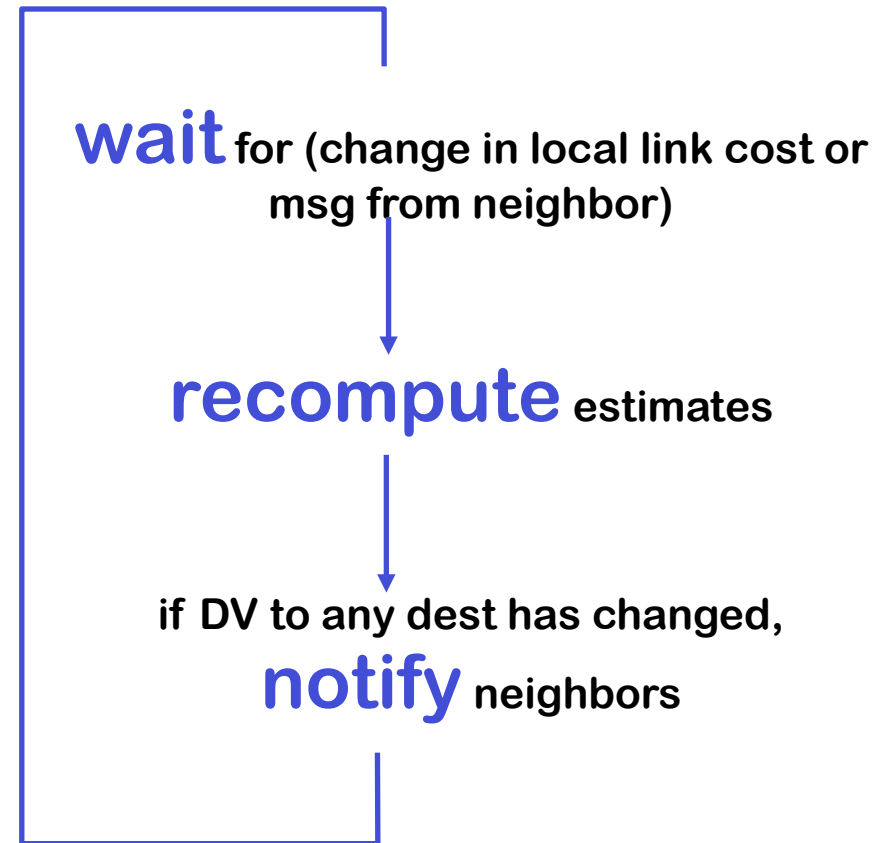 wait for (change in local link cost or
msg from neighbor)
recompute estimates
if DV to any dest has changed,
notify neighbors